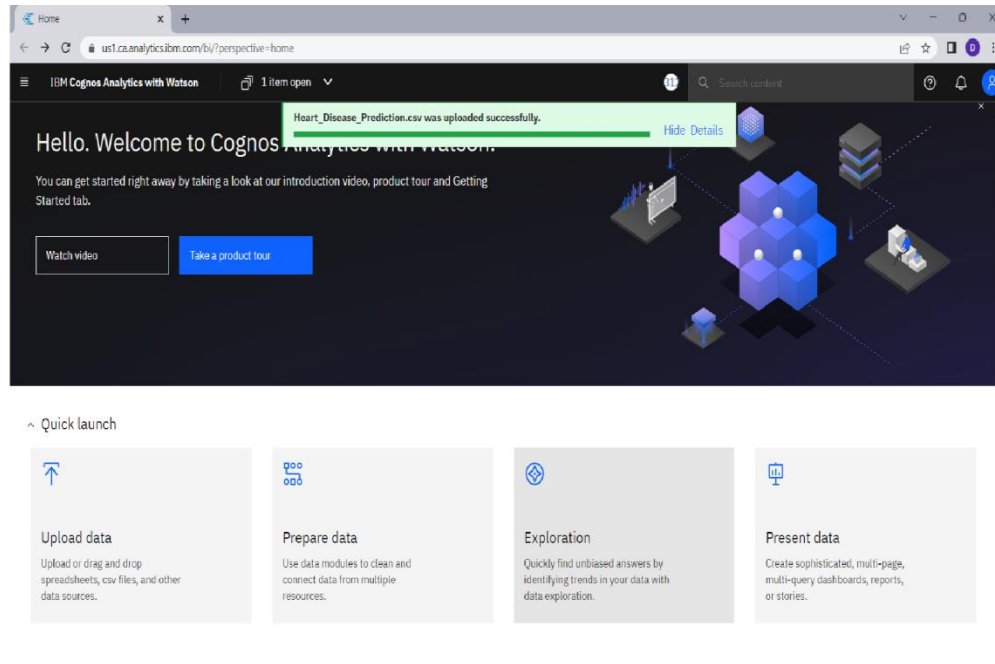 Home
us1.ca.analytics.ibm.com/bi/?perspective=home
D
IBM Cognos Analytics with Watson
1 item open
Search content
Heart_Disease_Prediction.csv was uploaded successfully.
Hide Details
Hello. Welcome to Cognos Analytics with Watson.
You can get started right away by taking a look at our introduction video, product tour and Getting
Started tab.
Watch video
Take a product tour
Quick launch
Upload data
Upload or drag and drop
spreadsheets, csv files, and other
data sources.
Prepare data
Use data modules to clean and
connect data from multiple
resources.
Exploration
Quickly find unbiased answers by
identifying trends in your data with
data exploration.
Present data
Create sophisticated, multi-page,
multi-query dashboards, reports,
or stories.